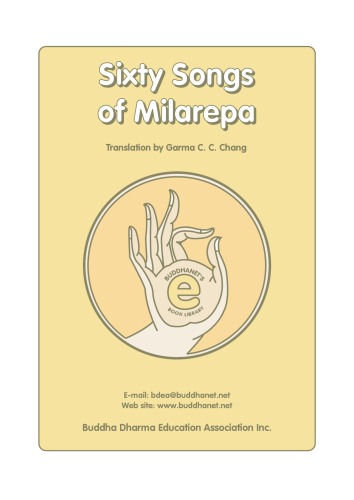 Sixty Songs
of Milarepa
Translation by Garma C. C. Chang
BUDDHANET'S
e
BOOK LIBRARY
E-mail: bdea@buddhanet.net
Web site: www.buddhanet.net
Buddha Dharma Education Association Inc.